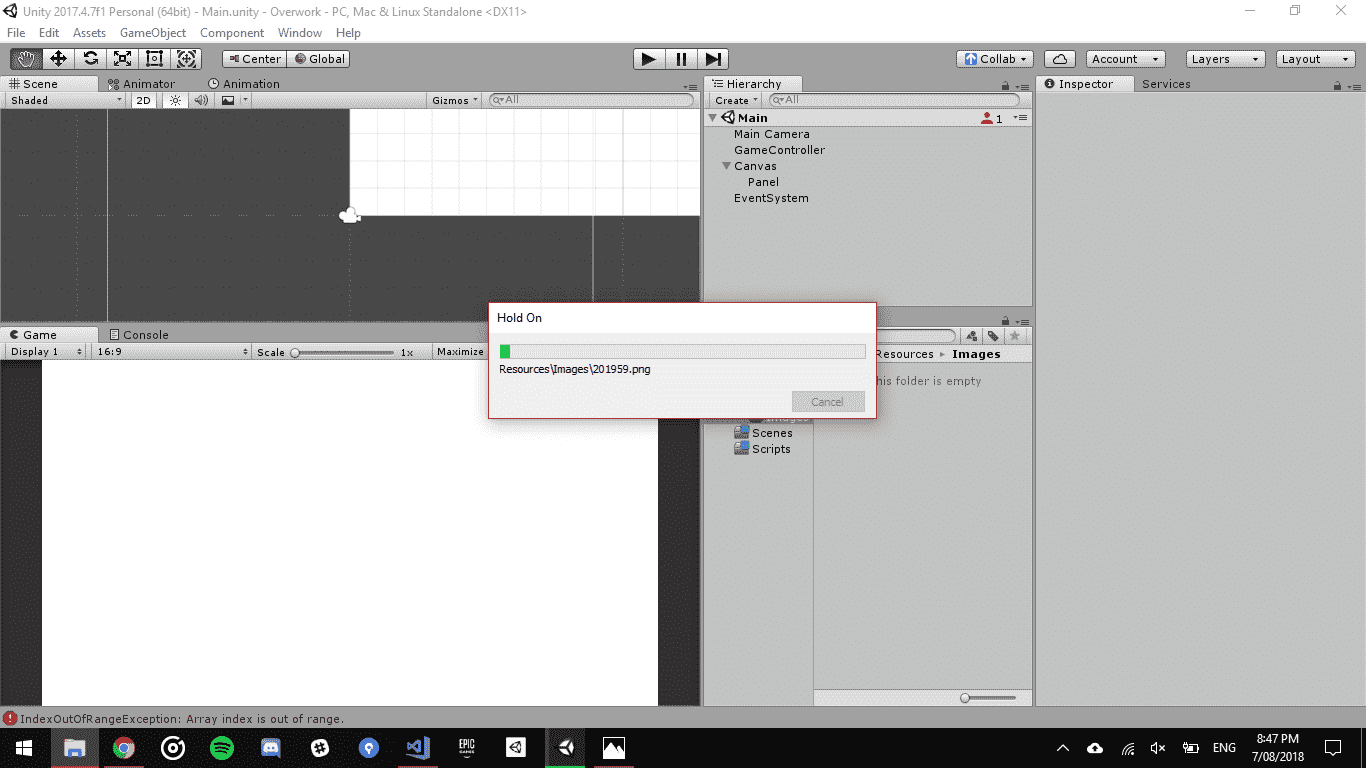 Unity 2017.4.7f1 Personal (64bit) - Main.unity - Overwork - PC, Mac & Linux Standalone <DX11>
File Edit Assets GameObject Component Window Help
Center Global Collab Account Layers Layout
Scene Animator Animation
Shaded 2D Gizmos All
Hierarchy
Create All
Main 1
Main Camera
GameController
Canvas
Panel
EventSystem
Inspector Services
Game Console
Display 1 16:9 Scale 1x Maximize
Hold On
Resources\Images\201959.png
Cancel
Resources Images
his folder is empty
Images
Scenes
Scripts
IndexOutOfRangeException: Array index is out of range.
EPIC GAMES
ENG
8:47 PM
7/08/2018